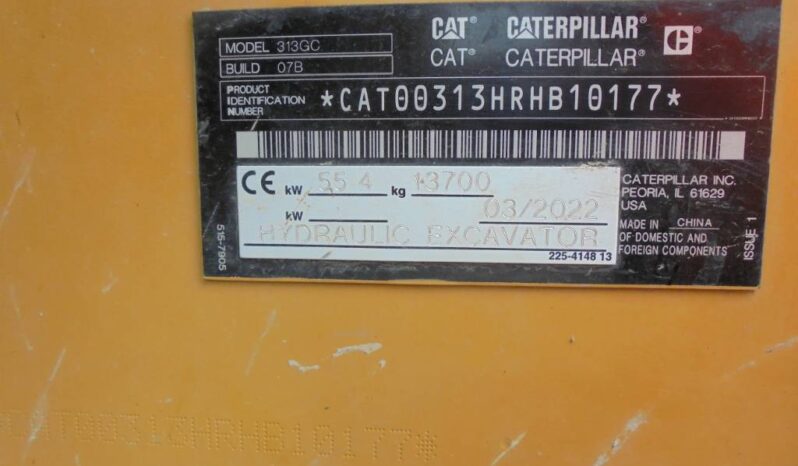 MODEL 313GC
BUILD 07B
CAT® CATERPILLAR®
CAT® CATERPILLAR®
PRODUCT
IDENTIFICATION
NUMBER
*CAT00313HRHB10177*
CE kW 55 4 kg 13700
kW 03/2022
HYDRAULIC EXCAVATOR
225-4148 13
CATERPILLAR INC.
PEORIA, IL 61629
USA
MADE IN CHINA
OF DOMESTIC AND
FOREIGN COMPONENTS
ISSUE 1
515-7905
CAT00313HRHB10177*